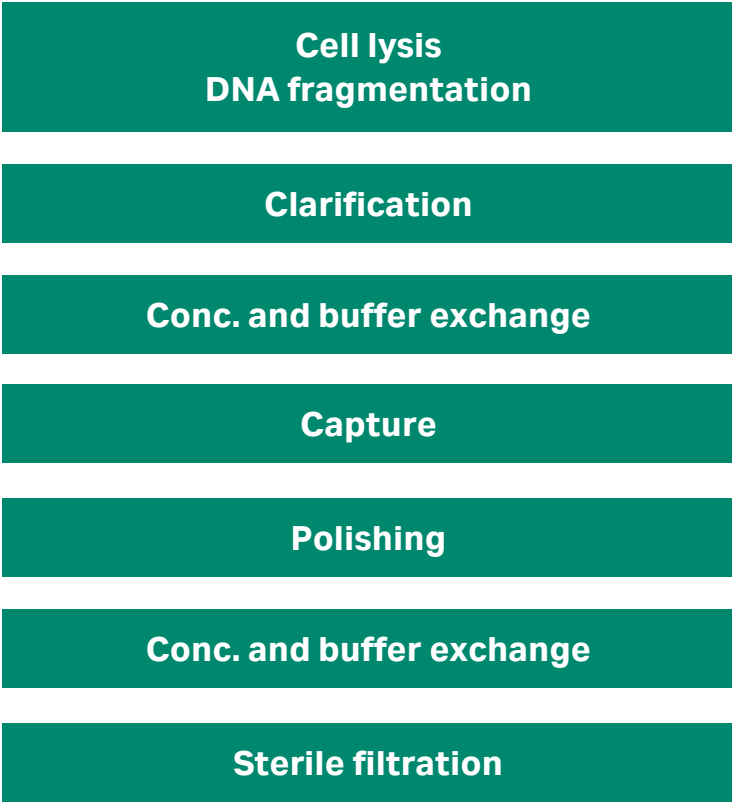 Cell lysis
DNA fragmentation
Clarification
Conc. and buffer exchange
Capture
Polishing
Conc. and buffer exchange
Sterile filtration